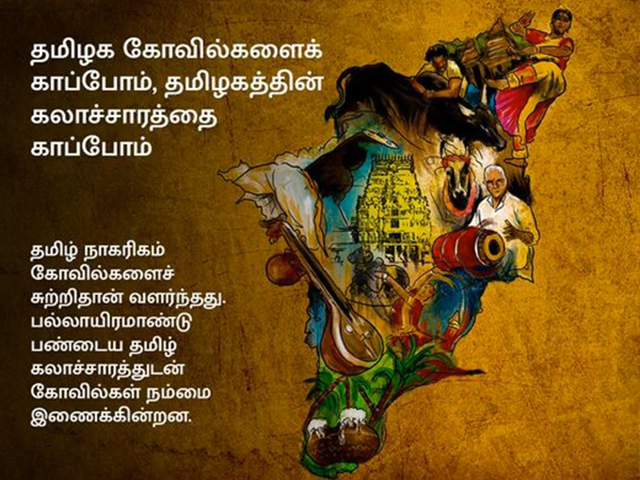 தமிழக கோவில்களைக்
காப்போம், தமிழகத்தின்
கலாச்சாரத்தை
காப்போம்
தமிழ் நாகரிகம்
கோவில்களைச்
சுற்றிதான் வளர்ந்தது.
பல்லாயிரமாண்டு
பண்டைய தமிழ்
கலாச்சாரத்துடன்
கோவில்கள் நம்மை
இணைக்கின்றன.